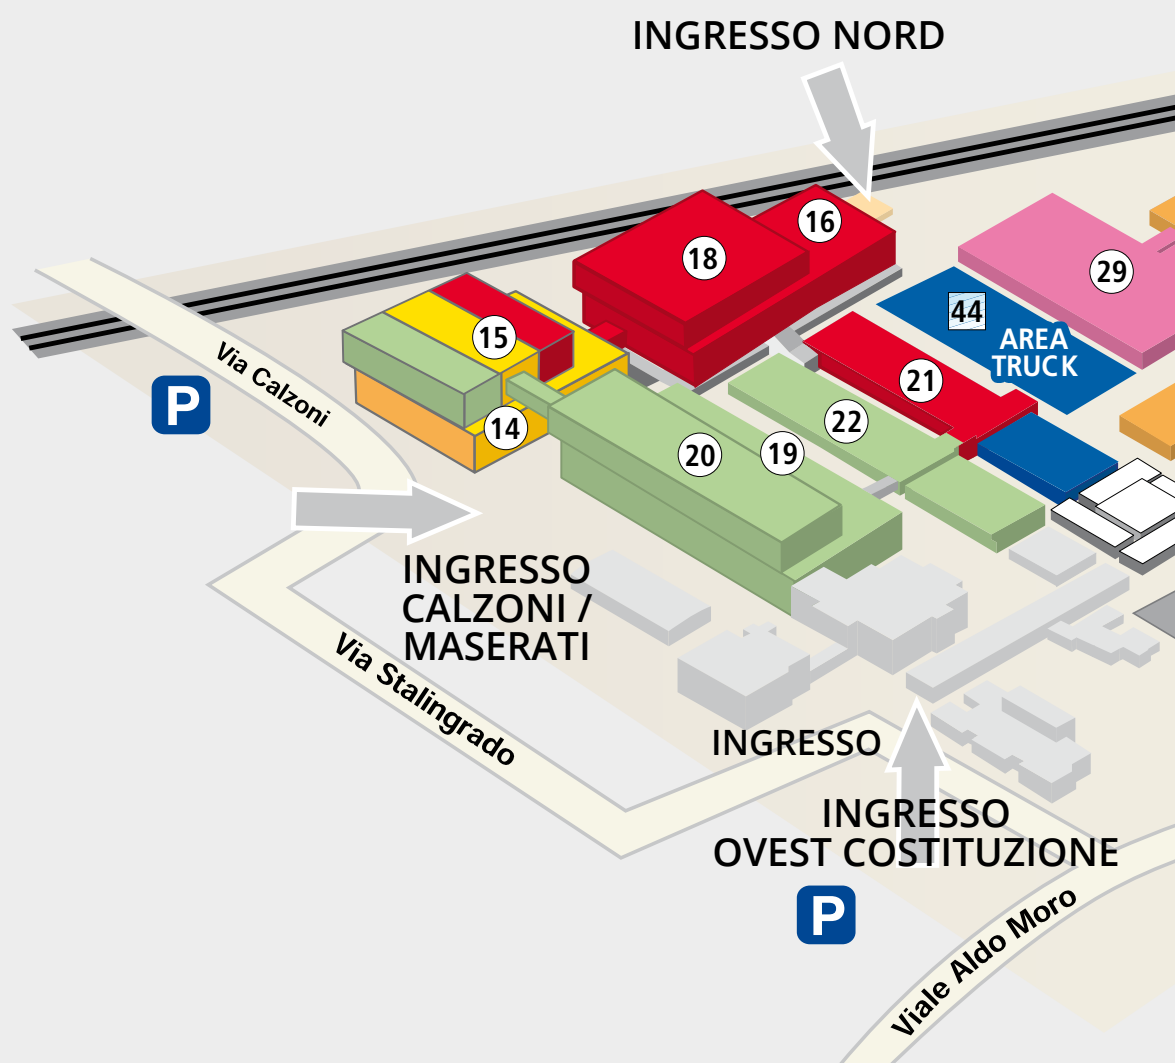 INGRESSO NORD
16
18
29
44
AREA
TRUCK
15
21
Via Calzoni
P
22
14
19
20
INGRESSO
CALZONI /
MASERATI
Via Stalingrado
INGRESSO
INGRESSO
OVEST COSTITUZIONE
P
Viale Aldo Moro